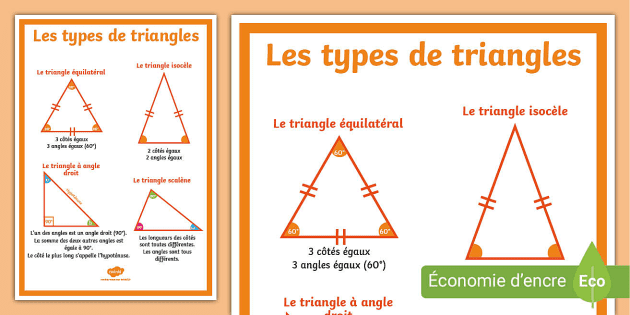 Les types de triangles
Le triangle équilatéral
60°
3 côtés égaux
3 angles égaux (60°)
Le triangle isocèle
2 côtés égaux
2 angles égaux
Le triangle à angle
droit
90°
L'un des angles est un angle droit (90°).
La somme des deux autres angles est
égale à 90°.
Le côté le plus long s'appelle l'hypoténuse.
Le triangle scalène
Les longueurs des côtés
sont toutes différentes.
Les angles sont tous
différents.
twinkl
Les types de triangles
Le triangle équilatéral
60°
60°
60°
3 côtés égaux
3 angles égaux (60°)
Le triangle isocèle
Le triangle à angle
droit
Économie d'encre
Eco